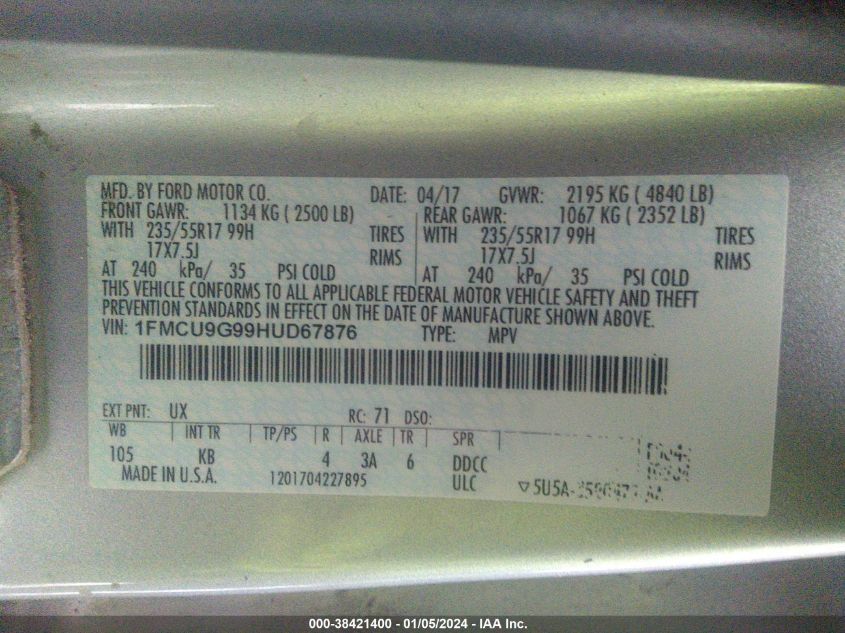 MFD. BY FORD MOTOR CO. DATE: 04/17 GVWR: 2195 KG ( 4840 LB)
FRONT GAWR: 1134 KG ( 2500 LB) REAR GAWR: 1067 KG ( 2352 LB)
WITH 235/55R17 99H TIRES WITH 235/55R17 99H TIRES
17X7.5J RIMS 17X7.5J RIMS
AT 240 kPa/ 35 PSI COLD AT 240 kPa/ 35 PSI COLD
THIS VEHICLE CONFORMS TO ALL APPLICABLE FEDERAL MOTOR VEHICLE SAFETY AND THEFT
PREVENTION STANDARDS IN EFFECT ON THE DATE OF MANUFACTURE SHOWN ABOVE.
VIN: 1FMCU9G99HUD67876 TYPE: MPV
EXT PNT: UX RC: 71 DSO:
WB INT TR TP/PS R AXLE TR SPR
105 KB 4 3A 6 DDCC
MADE IN U.S.A. 1201704227895 ULC
000-38421400 - 01/05/2024 - IAA Inc.